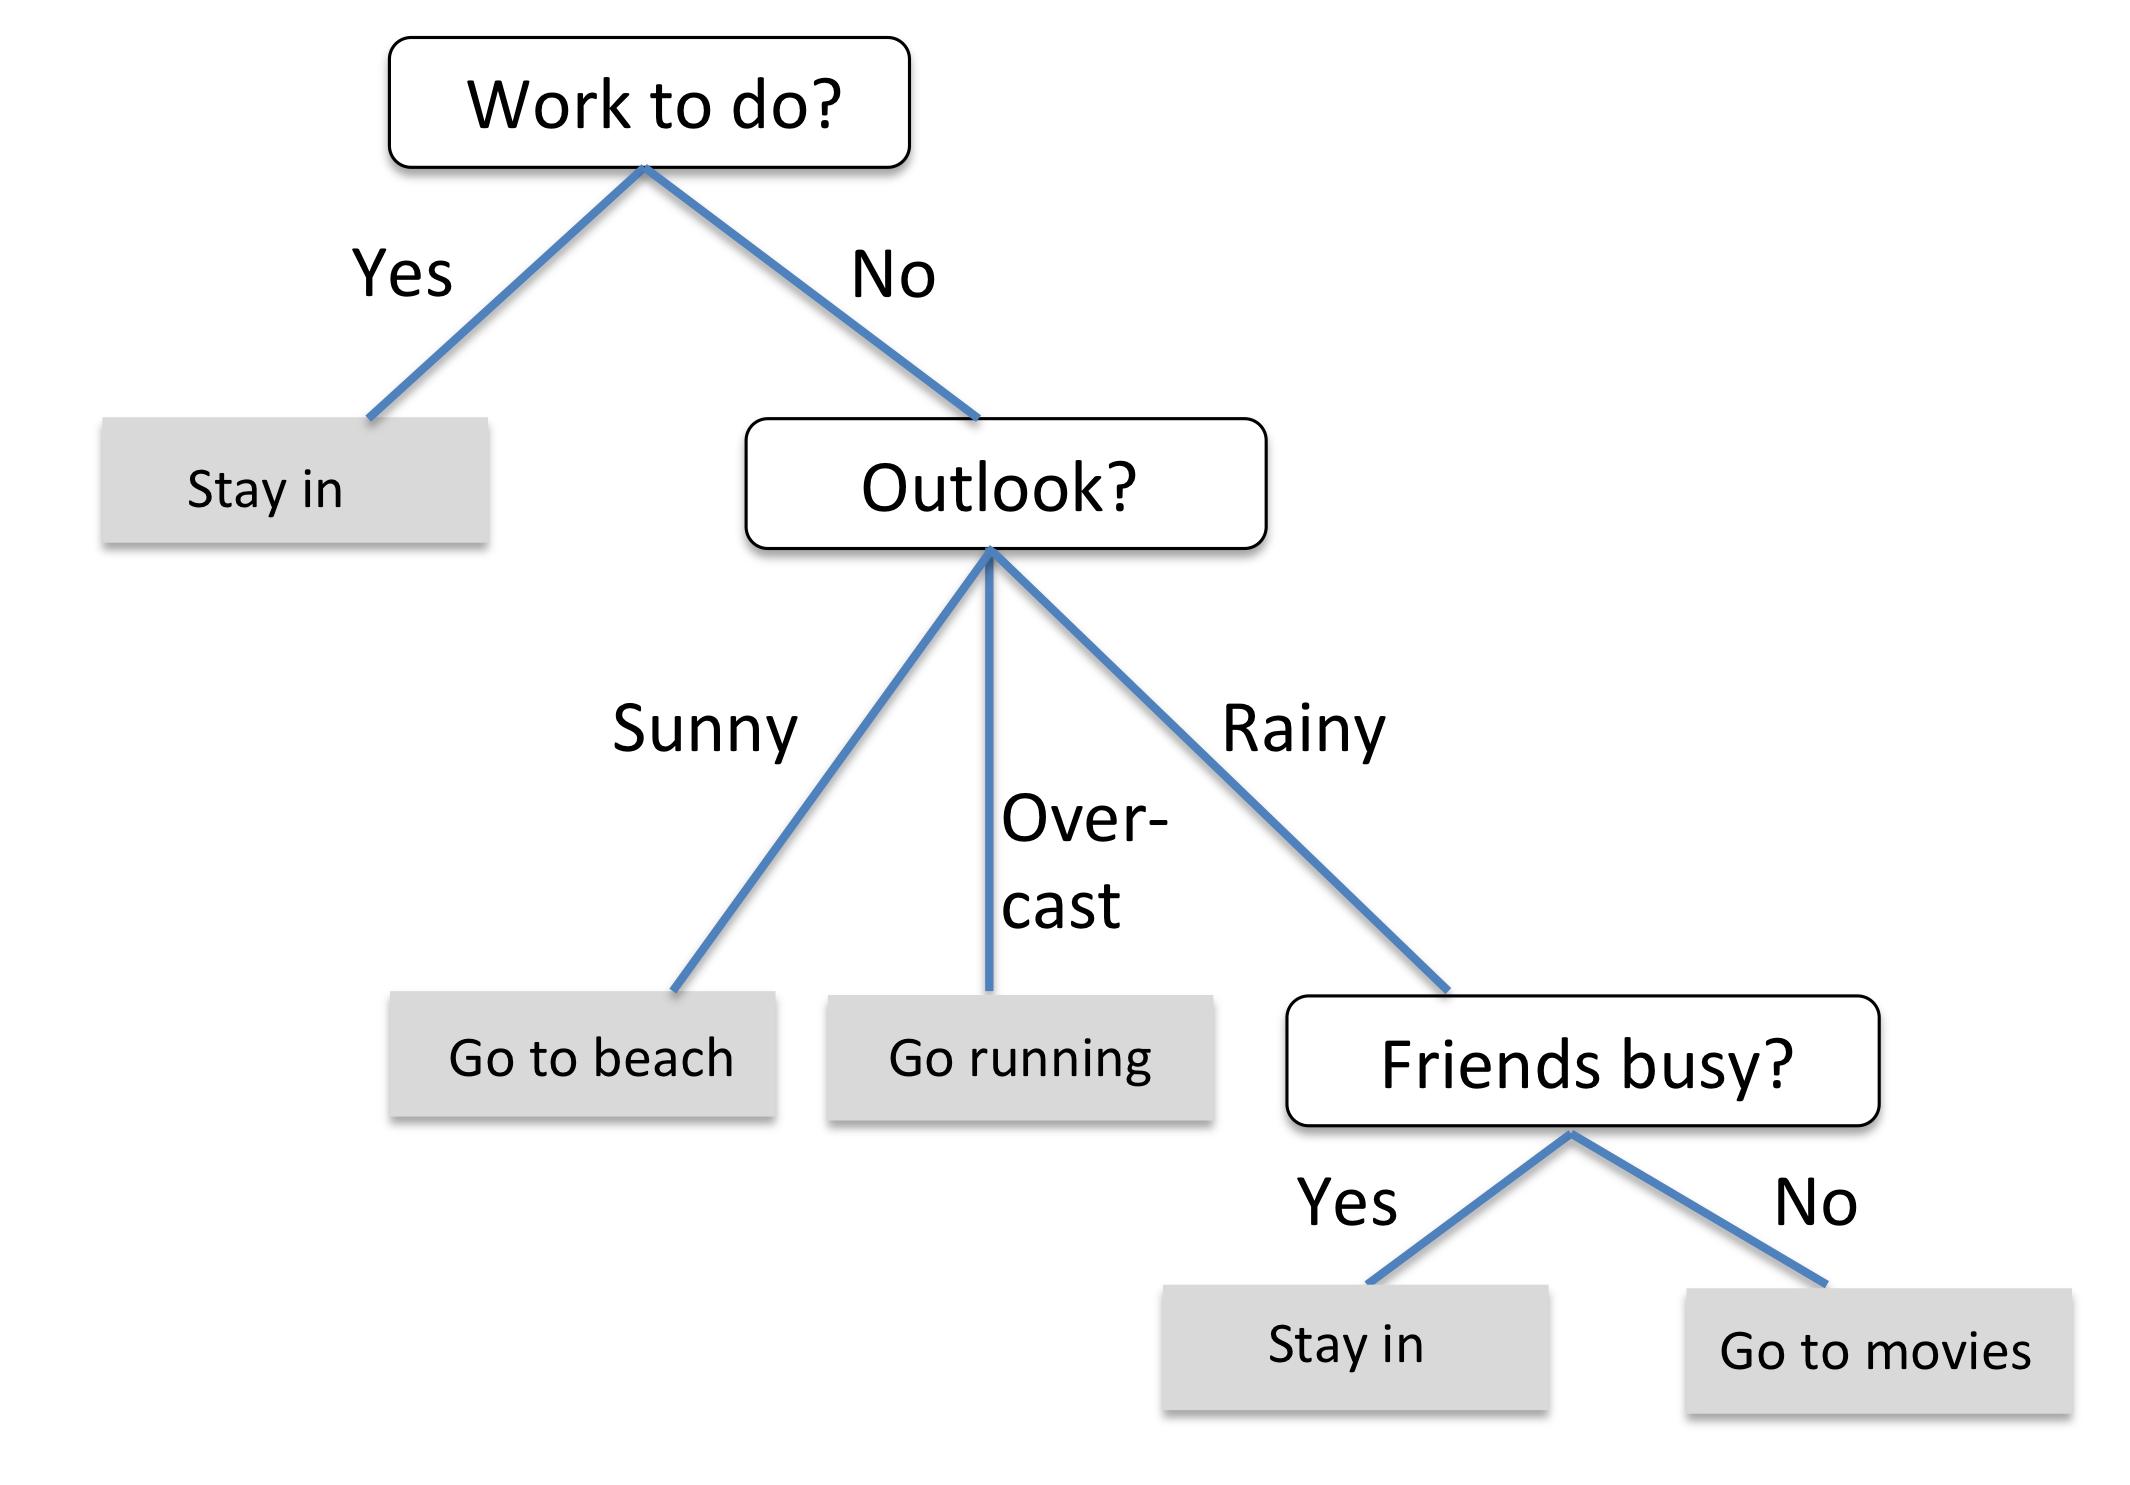 Work to do?
Yes
No
Stay in
Outlook?
Sunny
Over-
cast
Rainy
Go to beach
Go running
Friends busy?
Yes
No
Stay in
Go to movies